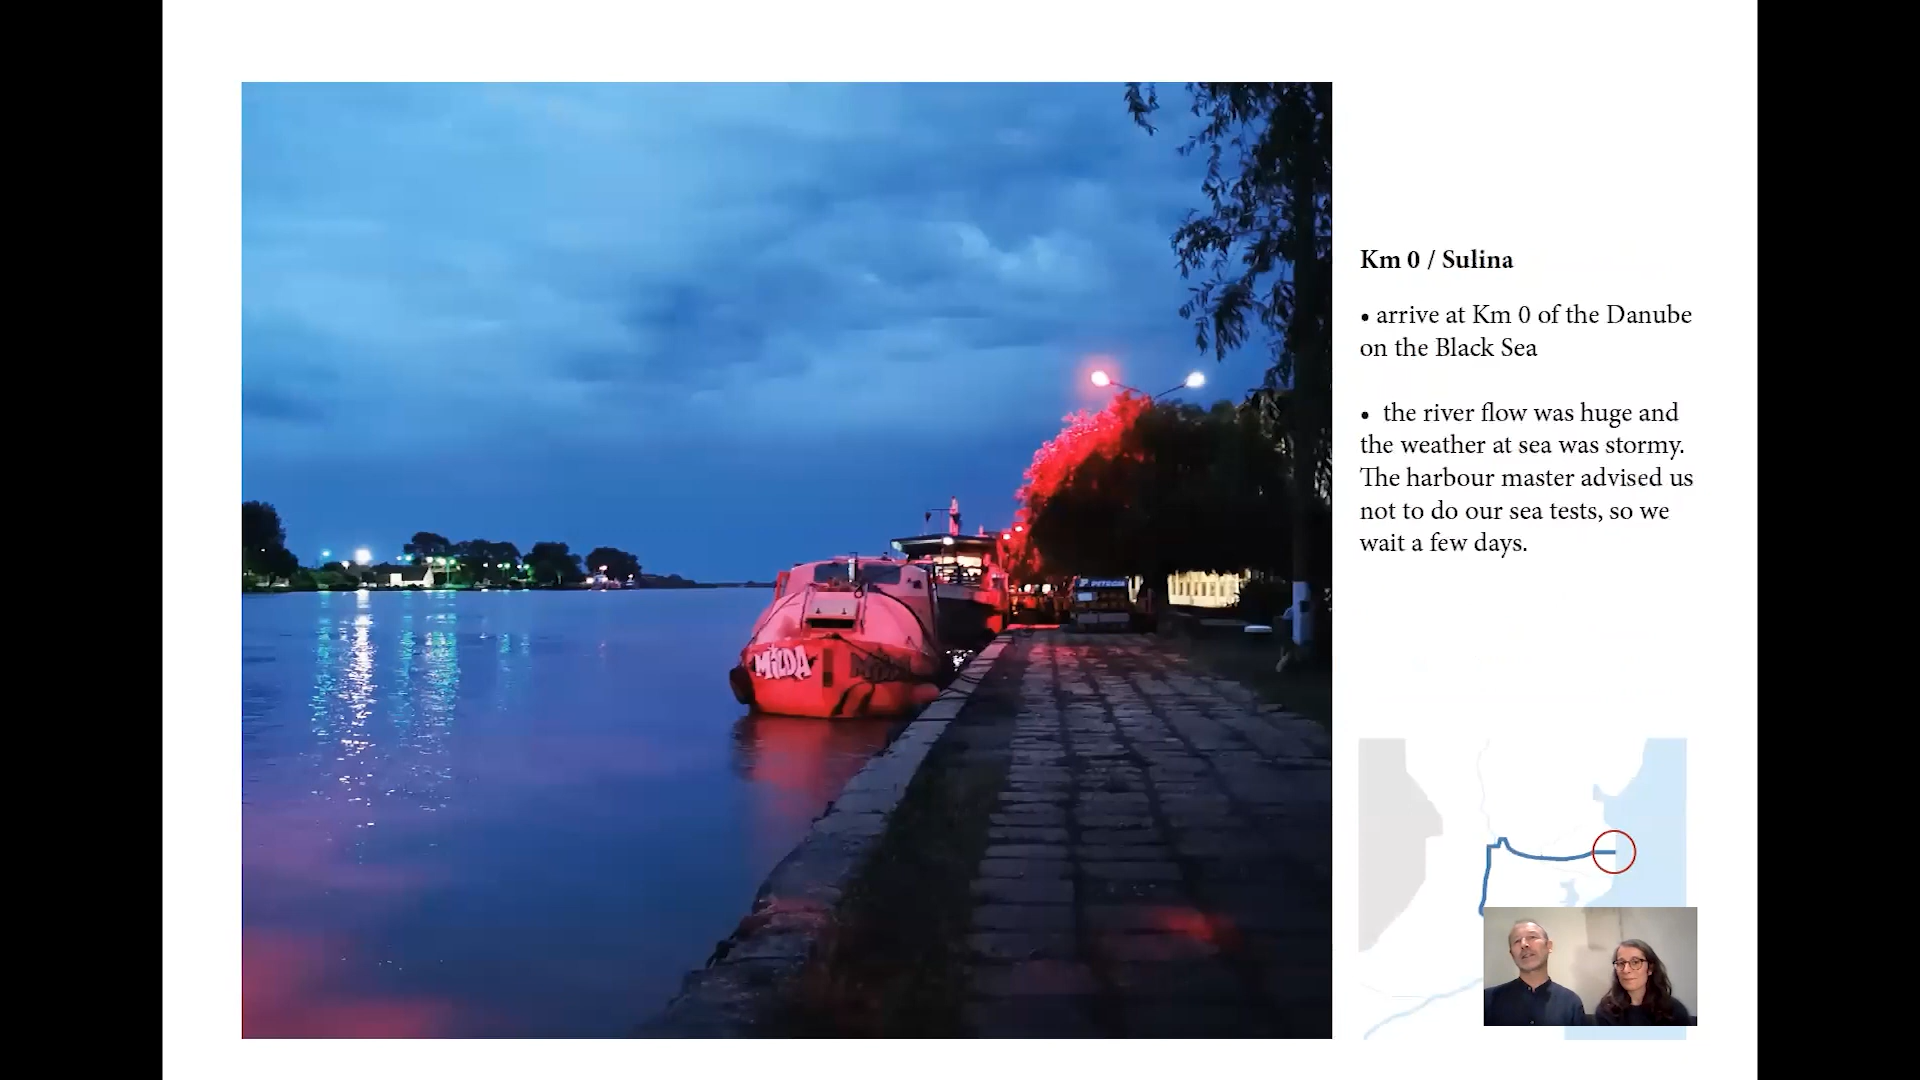 Km 0 / Sulina
• arrive at Km 0 of the Danube
on the Black Sea
• the river flow was huge and
the weather at sea was stormy.
The harbour master advised us
not to do our sea tests, so we
wait a few days.
MILDA